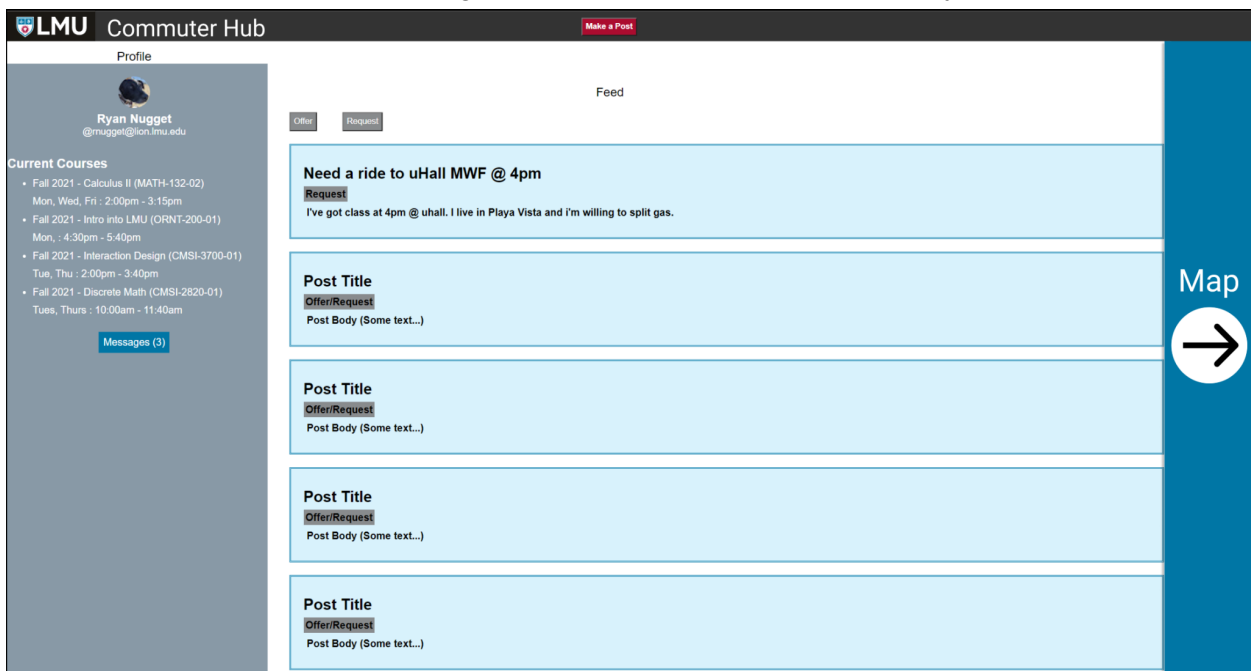 LMU Commuter Hub
Make a Post
Profile
Ryan Nugget
@rnugget@lion.lmu.edu
Current Courses
Fall 2021 - Calculus II (MATH-132-02)
Mon, Wed, Fri : 2:00pm - 3:15pm
Fall 2021 - Intro into LMU (ORNT-200-01)
Mon, : 4:30pm - 5:40pm
Fall 2021 - Interaction Design (CMSI-3700-01)
Tue, Thu : 2:00pm - 3:40pm
Fall 2021 - Discrete Math (CMSI-2820-01)
Tues, Thurs : 10:00am - 11:40am
Messages (3)
Feed
Offer
Request
Need a ride to uHall MWF @ 4pm
Request
I've got class at 4pm @ uhall. I live in Playa Vista and i'm willing to split gas.
Post Title
Offer/Request
Post Body (Some text...)
Post Title
Offer/Request
Post Body (Some text...)
Post Title
Offer/Request
Post Body (Some text...)
Post Title
Offer/Request
Post Body (Some text...)
Map